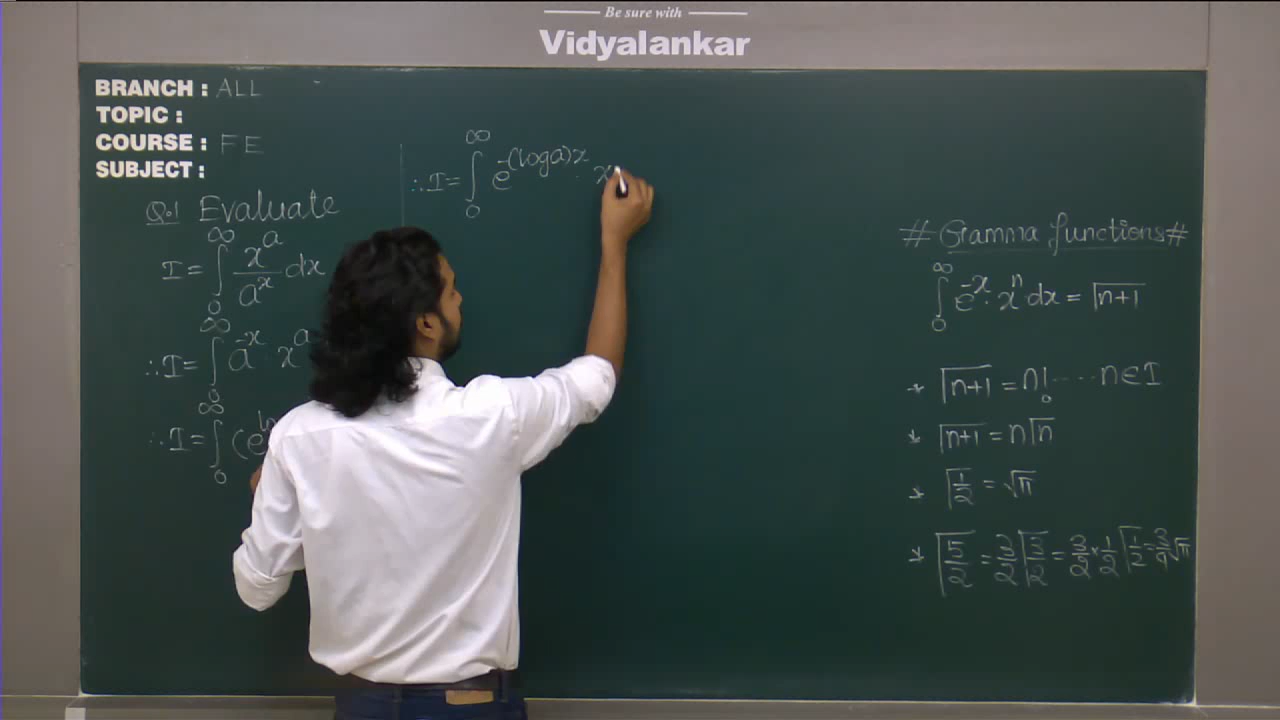 Be sure with
Vidyalankar
BRANCH : ALL
TOPIC :
COURSE : FE
SUBJECT :
Q.1 Evaluate
I = ∫₀^∞ x^a / a^x dx
∴ I = ∫₀^∞ a^-x x^a
∴ I = ∫₀^∞ (e
∴ I = ∫₀^∞ e^-(log a)x · x
# Gramma functions #
∫₀^∞ e^-x · x^n dx = Γ n+1
* Γ n+1 = n! ---- n ∈ I
* Γ n+1 = n Γ n
* Γ 1/2 = √π
* Γ 5/2 = 3/2 Γ 3/2 = 3/2 × 1/2 Γ 1/2 = 3/4 √π